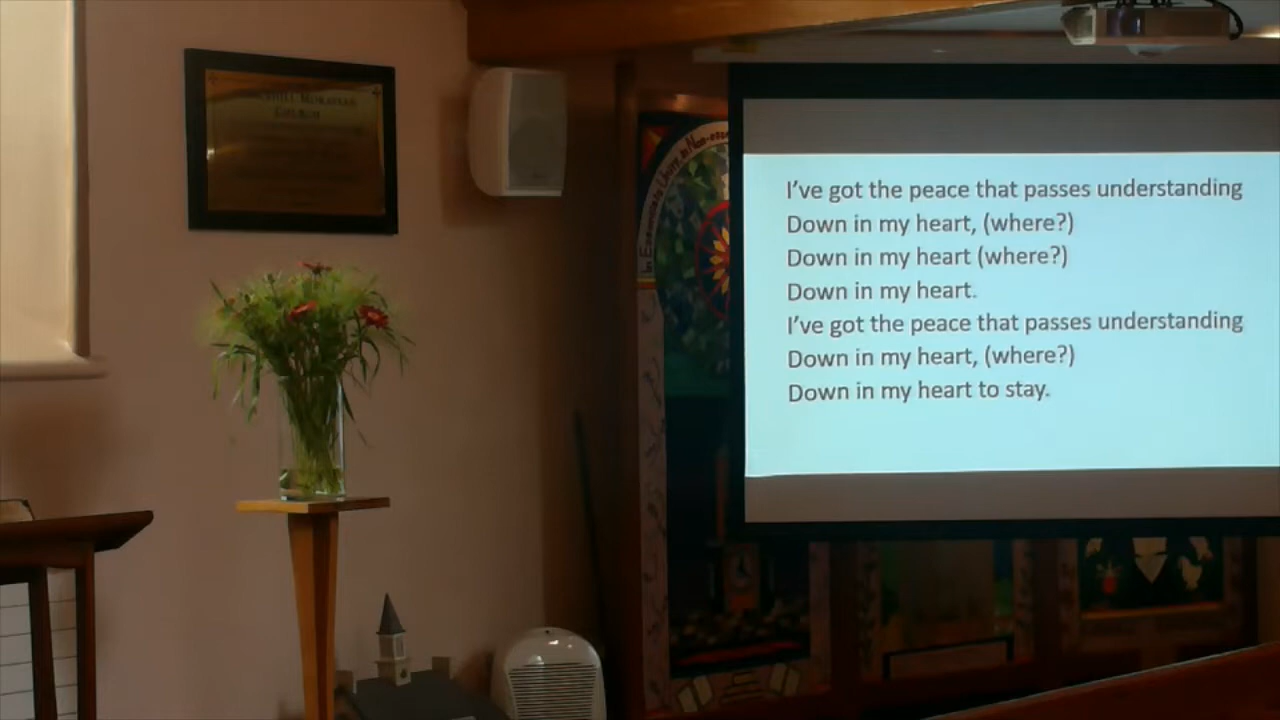 MORAVIAN
CHURCH
I've got the peace that passes understanding
Down in my heart, (where?)
Down in my heart (where?)
Down in my heart.
I've got the peace that passes understanding
Down in my heart, (where?)
Down in my heart to stay.